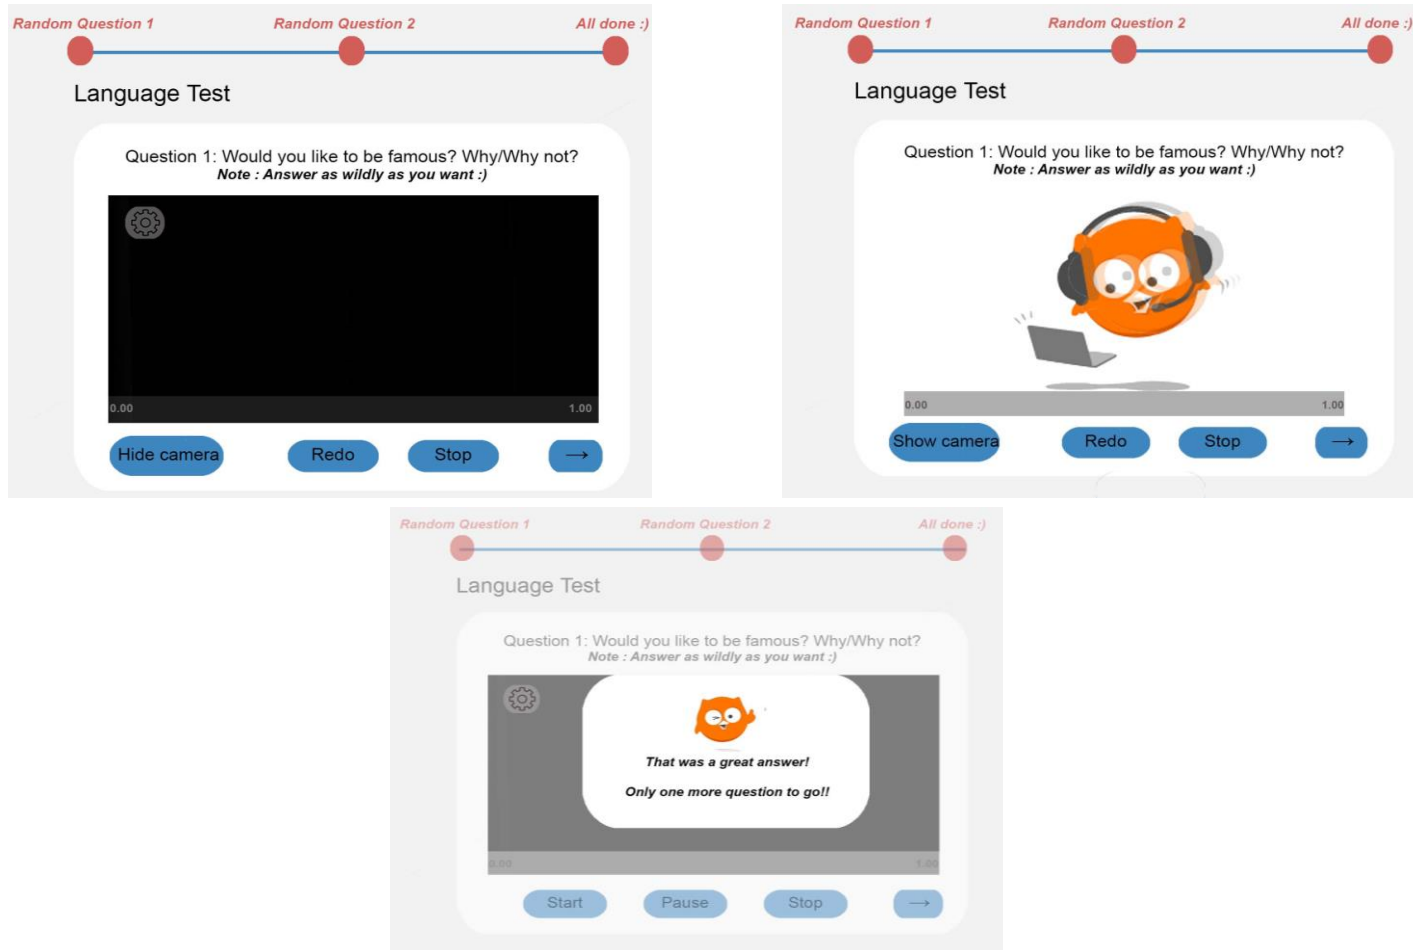 Random Question 1 Random Question 2 All done :)
Language Test
Question 1: Would you like to be famous? Why/Why not?
Note : Answer as wildly as you want :)
0.00 1.00
Hide camera Redo Stop →
Random Question 1 Random Question 2 All done :)
Language Test
Question 1: Would you like to be famous? Why/Why not?
Note : Answer as wildly as you want :)
0.00 1.00
Show camera Redo Stop →
Random Question 1 Random Question 2 All done :)
Language Test
Question 1: Would you like to be famous? Why/Why not?
Note : Answer as wildly as you want :)
That was a great answer!
Only one more question to go!!
0.00 1.00
Start Pause Stop →